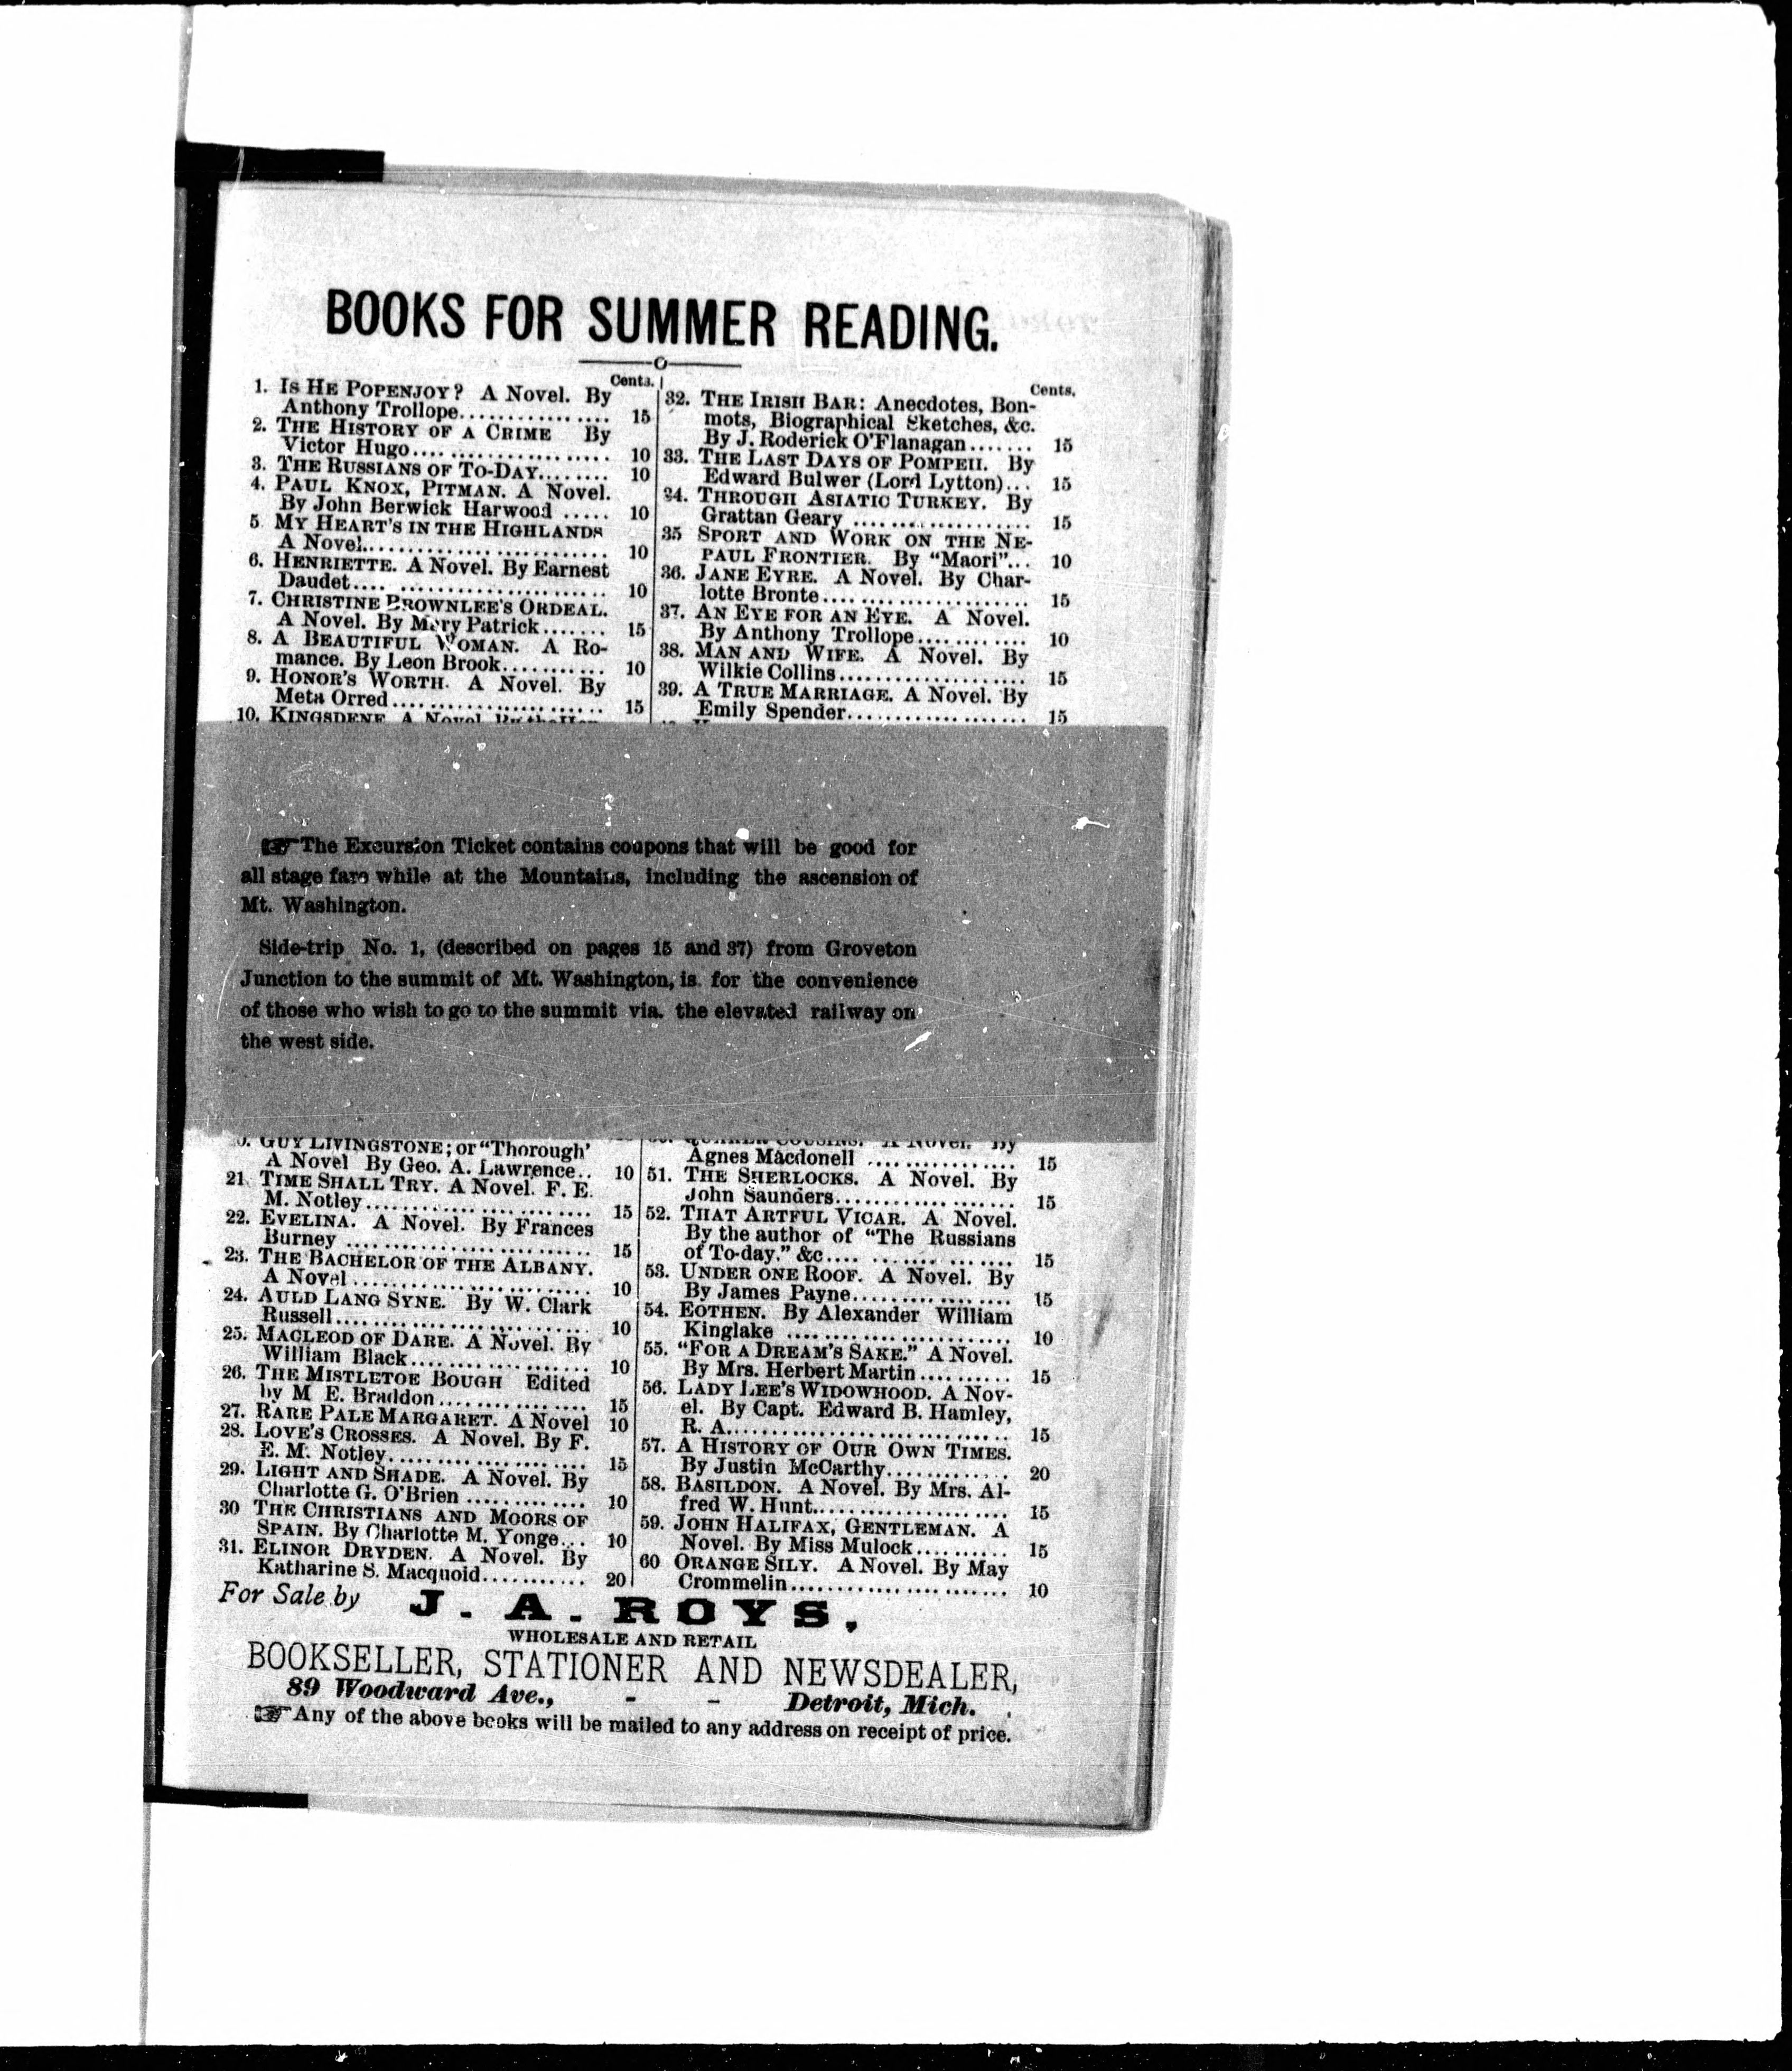 BOOKS FOR SUMMER READING.
Cents.
1. IS HE POPENJOY? A Novel. By
Anthony Trollope................ 15
2. THE HISTORY OF A CRIME By
Victor Hugo..................... 10
3. THE RUSSIANS OF TO-DAY........ 10
4. PAUL KNOX, PITMAN. A Novel.
By John Berwick Harwood ..... 10
5. MY HEART'S IN THE HIGHLANDS
A Novel......................... 10
6. HENRIETTE. A Novel. By Earnest
Daudet.... ..................... 10
7. CHRISTINE BROWNLEE'S ORDEAL.
A Novel. By Mary Patrick....... 15
8. A BEAUTIFUL WOMAN. A Ro-
mance. By Leon Brook........... 10
9. HONOR'S WORTH. A Novel. By
Meta Orred...................... 15
10. KINGSDENE. A Novel. By the Hon.
Cents.
32. THE IRISH BAR: Anecdotes, Bon-
mots, Biographical Sketches, &c.
By J. Roderick O'Flanagan....... 15
33. THE LAST DAYS OF POMPEII. By
Edward Bulwer (Lord Lytton)... 15
34. THROUGH ASIATIC TURKEY. By
Grattan Geary .................. 15
35 SPORT AND WORK ON THE NE-
PAUL FRONTIER. By "Maori"... 10
36. JANE EYRE. A Novel. By Char-
lotte Bronte.................... 15
37. AN EYE FOR AN EYE. A Novel.
By Anthony Trollope............ 10
38. MAN AND WIFE. A Novel. By
Wilkie Collins................... 15
39. A TRUE MARRIAGE. A Novel. By
Emily Spender................... 15
☞The Excursion Ticket contains coupons that will be good for
all stage fare while at the Mountains, including the ascension of
Mt. Washington.
Side-trip No. 1, (described on pages 15 and 37) from Groveton
Junction to the summit of Mt. Washington, is for the convenience
of those who wish to go to the summit via. the elevated railway on
the west side.
GUY LIVINGSTONE; or "Thorough'
A Novel By Geo. A. Lawrence.. 10
21. TIME SHALL TRY. A Novel. F. E.
M. Notley....................... 15
22. EVELINA. A Novel. By Frances
Burney ......................... 15
23. THE BACHELOR OF THE ALBANY.
A Novel......................... 10
24. AULD LANG SYNE. By W. Clark
Russell.......................... 10
25. MACLEOD OF DARE. A Novel. By
William Black................... 10
26. THE MISTLETOE BOUGH Edited
by M E. Braddon................ 15
27. RARE PALE MARGARET. A Novel 10
28. LOVE'S CROSSES. A Novel. By F.
E. M. Notley.................... 15
29. LIGHT AND SHADE. A Novel. By
Charlotte G. O'Brien ............ 10
30 THE CHRISTIANS AND MOORS OF
SPAIN. By Charlotte M. Yonge... 10
31. ELINOR DRYDEN. A Novel. By
Katharine S. Macquoid........... 20
QUAKER COUSINS. A Novel. By
Agnes Macdonell ................ 15
51. THE SHERLOCKS. A Novel. By
John Saunders................... 15
52. THAT ARTFUL VICAR. A Novel.
By the author of "The Russians
of To-day." &c.... .............. 15
53. UNDER ONE ROOF. A Novel. By
By James Payne................. 15
54. EOTHEN. By Alexander William
Kinglake ....................... 10
55. "FOR A DREAM'S SAKE." A Novel.
By Mrs. Herbert Martin.......... 15
56. LADY LEE'S WIDOWHOOD. A Nov-
el. By Capt. Edward B. Hamley,
R. A............................. 15
57. A HISTORY OF OUR OWN TIMES.
By Justin McCarthy............. 20
58. BASILDON. A Novel. By Mrs. Al-
fred W. Hunt.................... 15
59. JOHN HALIFAX, GENTLEMAN. A
Novel. By Miss Mulock.......... 15
60 ORANGE SILY. A Novel. By May
Crommelin....................... 10
For Sale by J. A. ROYS,
WHOLESALE AND RETAIL
BOOKSELLER, STATIONER AND NEWSDEALER,
89 Woodward Ave., - - Detroit, Mich.
☞Any of the above books will be mailed to any address on receipt of price.